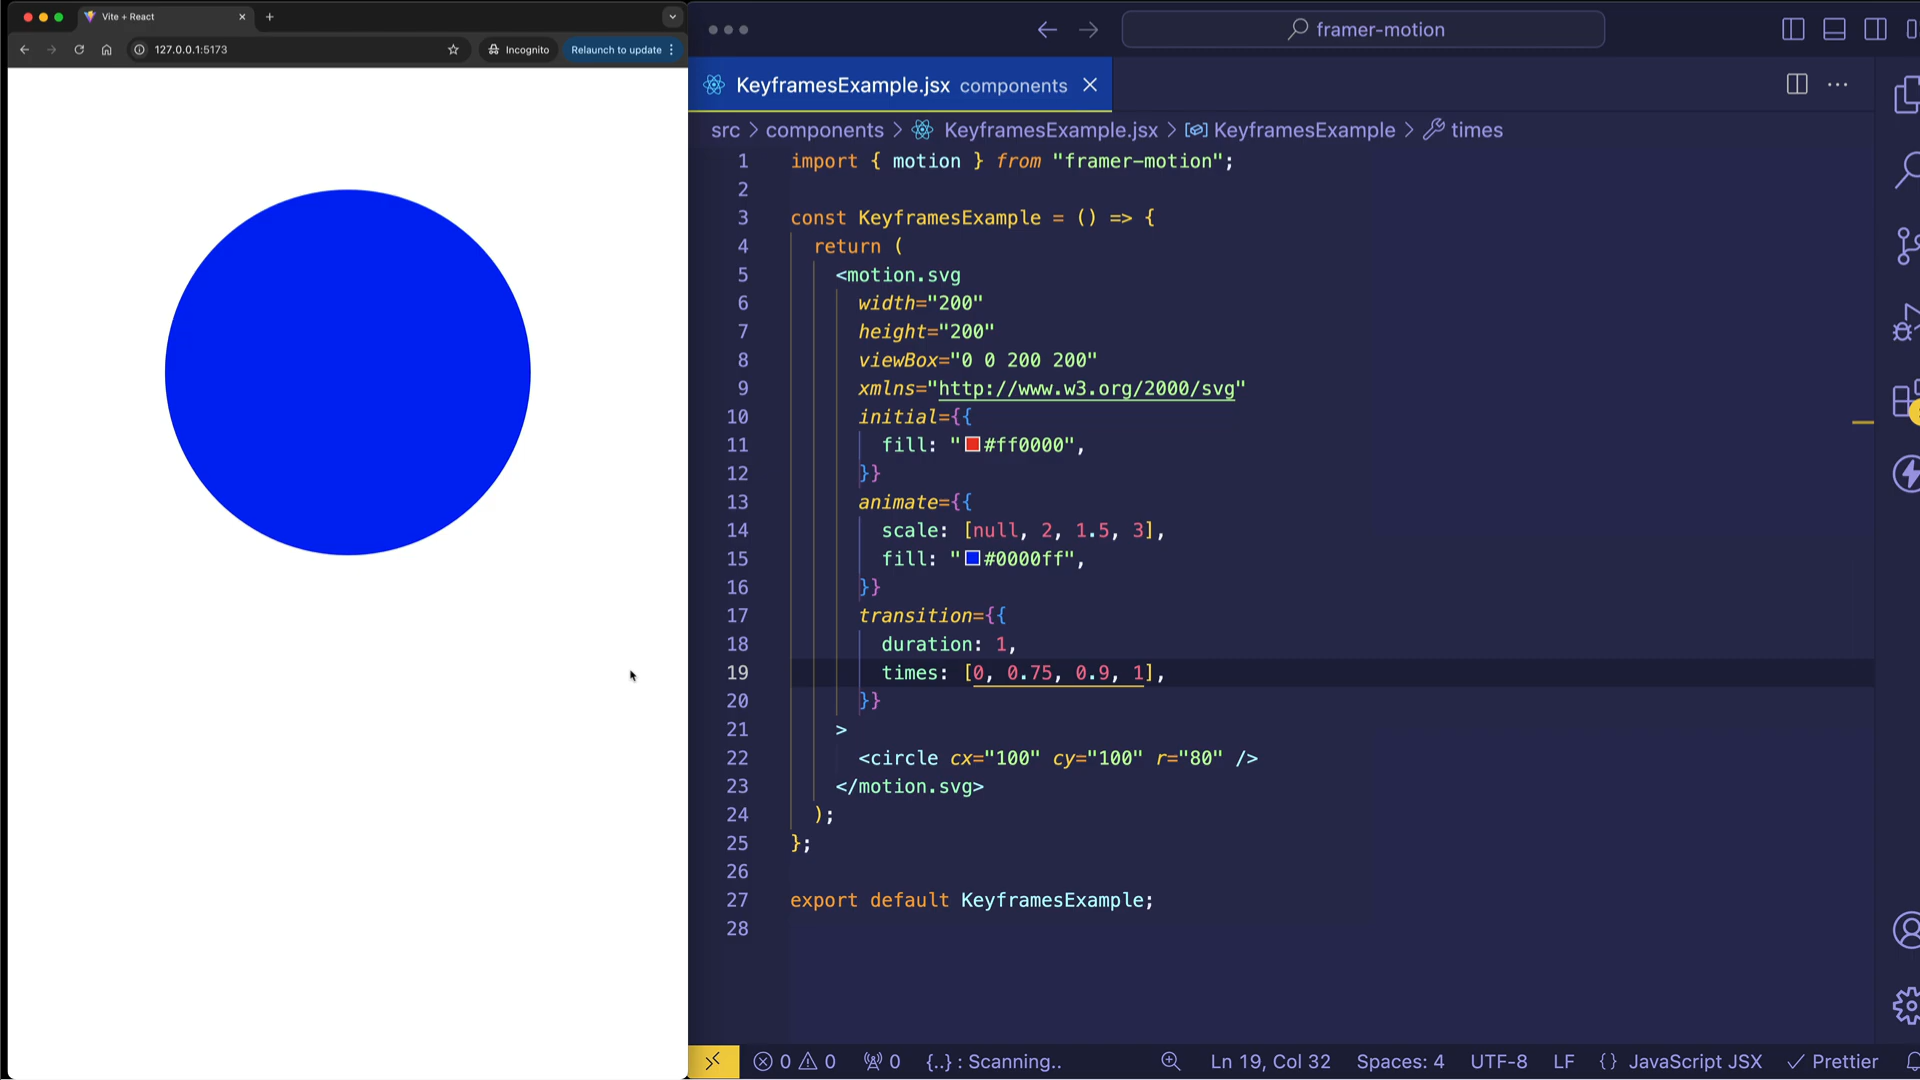 Vite + React
127.0.0.1:5173
Incognito
Relaunch to update
framer-motion
KeyframesExample.jsx components
src > components > KeyframesExample.jsx > KeyframesExample > times
1 import { motion } from "framer-motion";
2
3 const KeyframesExample = () => {
4 return (
5 <motion.svg
6 width="200"
7 height="200"
8 viewBox="0 0 200 200"
9 xmlns="http://www.w3.org/2000/svg"
10 initial={{
11 fill: "#ff0000",
12 }}
13 animate={{
14 scale: [null, 2, 1.5, 3],
15 fill: "#0000ff",
16 }}
17 transition={{
18 duration: 1,
19 times: [0, 0.75, 0.9, 1],
20 }}
21 >
22 <circle cx="100" cy="100" r="80" />
23 </motion.svg>
24 );
25 };
26
27 export default KeyframesExample;
28
0 0 0 {..} : Scanning.. Ln 19, Col 32 Spaces: 4 UTF-8 LF {} JavaScript JSX Prettier